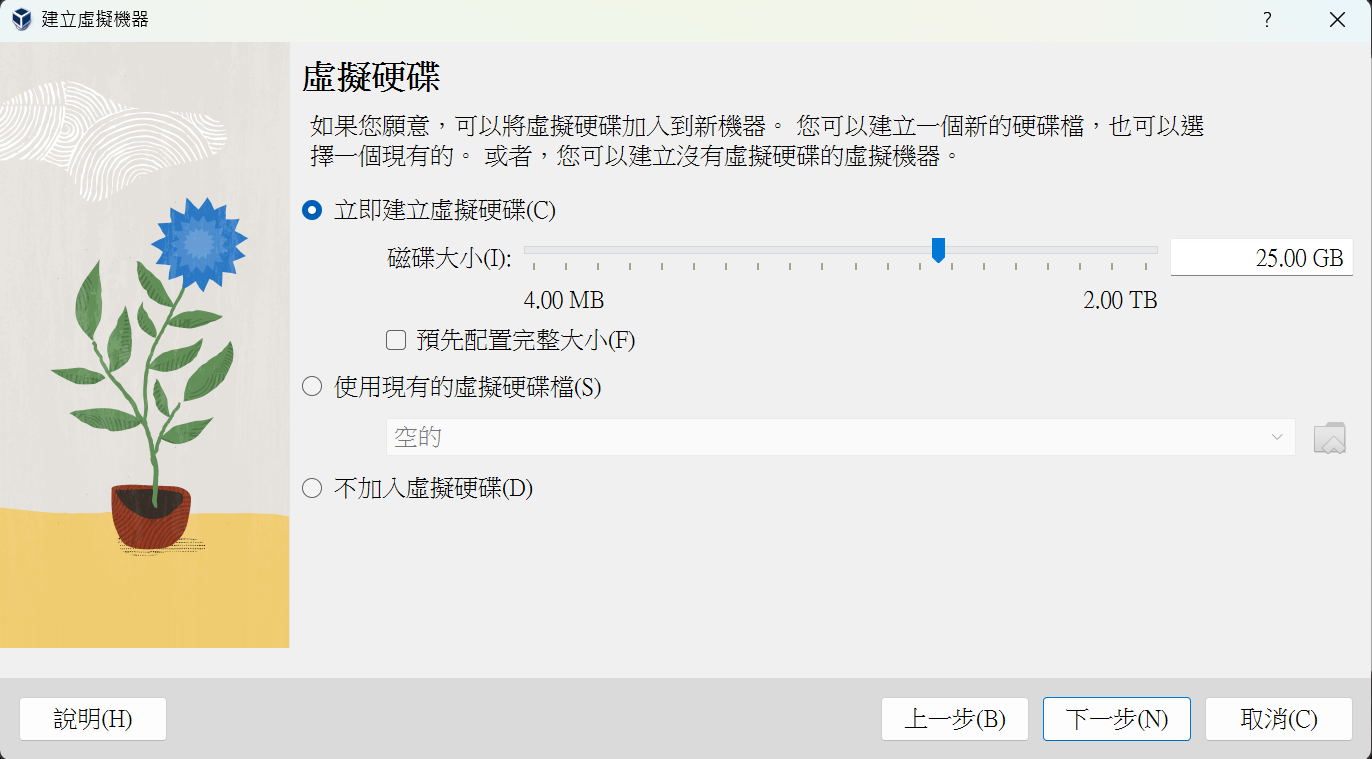 建立虛擬機器
?
虛擬硬碟
如果您願意，可以將虛擬硬碟加入到新機器。 您可以建立一個新的硬碟檔，也可以選
擇一個現有的。 或者，您可以建立沒有虛擬硬碟的虛擬機器。
立即建立虛擬硬碟(C)
磁碟大小(I):
25.00 GB
4.00 MB
2.00 TB
預先配置完整大小(F)
使用現有的虛擬硬碟檔(S)
空的
不加入虛擬硬碟(D)
說明(H)
上一步(B)
下一步(N)
取消(C)